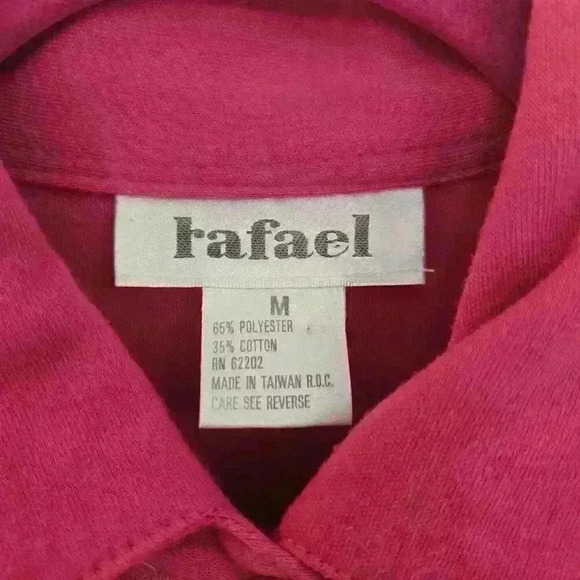 rafael
M
65% POLYESTER
35% COTTON
RN 62202
MADE IN TAIWAN R.O.C.
CARE SEE REVERSE